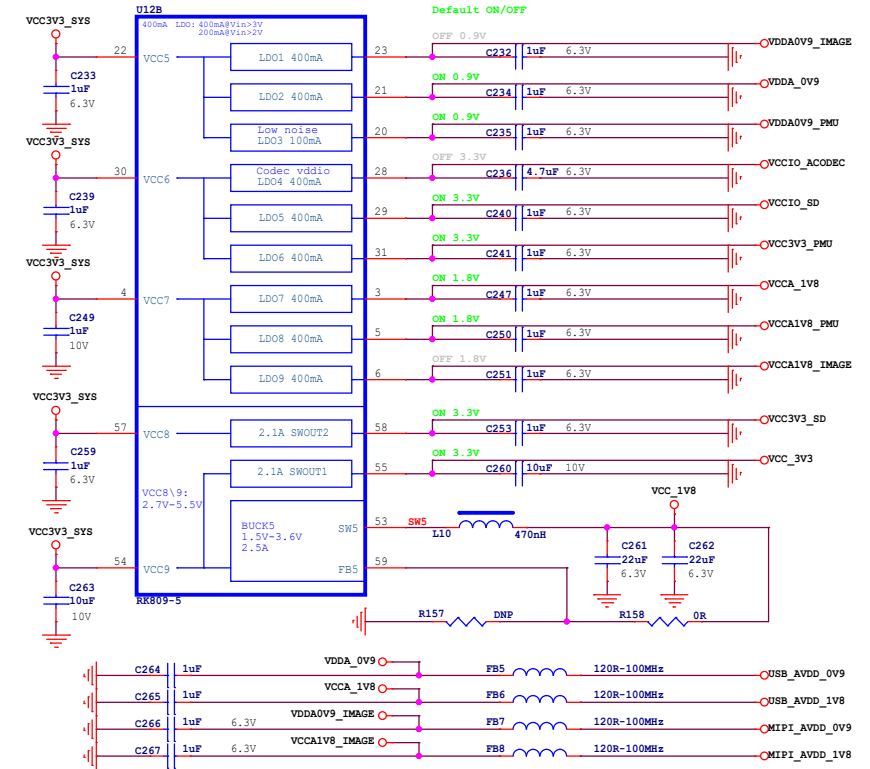 U12B
Default ON/OFF
VCC3V3_SYS
400mA LDO: 400mA@Vin>3V
200mA@Vin>2V
22
VCC5
LDO1 400mA
23
OFF 0.9V
C232
1uF
6.3V
VDDA0V9_IMAGE
C233
1uF
6.3V
LDO2 400mA
21
ON 0.9V
C234
1uF
6.3V
VDDA_0V9
Low noise
LDO3 100mA
20
ON 0.9V
C235
1uF
6.3V
VDDA0V9_PMU
VCC3V3_SYS
30
VCC6
Codec vddio
LDO4 400mA
28
OFF 3.3V
C236
4.7uF
6.3V
VCCIO_ACODEC
C239
1uF
6.3V
LDO5 400mA
29
ON 3.3V
C240
1uF
6.3V
VCCIO_SD
LDO6 400mA
31
ON 3.3V
C241
1uF
6.3V
VCC3V3_PMU
VCC3V3_SYS
4
VCC7
LDO7 400mA
3
ON 1.8V
C247
1uF
6.3V
VCCA_1V8
C249
1uF
10V
LDO8 400mA
5
ON 1.8V
C250
1uF
6.3V
VCCA1V8_PMU
LDO9 400mA
6
OFF 1.8V
C251
1uF
6.3V
VCCA1V8_IMAGE
VCC3V3_SYS
57
VCC8
2.1A SWOUT2
58
ON 3.3V
C253
1uF
6.3V
VCC3V3_SD
C259
1uF
6.3V
2.1A SWOUT1
55
ON 3.3V
C260
10uF
10V
VCC_3V3
VCC8\9:
2.7V-5.5V
VCC_1V8
VCC3V3_SYS
BUCK5
1.5V-3.6V
2.5A
SW5
53
SW5
L10
470nH
C261
22uF
6.3V
C262
22uF
6.3V
54
VCC9
FB5
59
C263
10uF
10V
RK809-5
R157
DNP
R158
0R
C264
1uF
VDDA_0V9
FB5
120R-100MHz
USB_AVDD_0V9
C265
1uF
VCCA_1V8
FB6
120R-100MHz
USB_AVDD_1V8
C266
1uF
6.3V
VDDA0V9_IMAGE
FB7
120R-100MHz
MIPI_AVDD_0V9
C267
1uF
6.3V
VCCA1V8_IMAGE
FB8
120R-100MHz
MIPI_AVDD_1V8